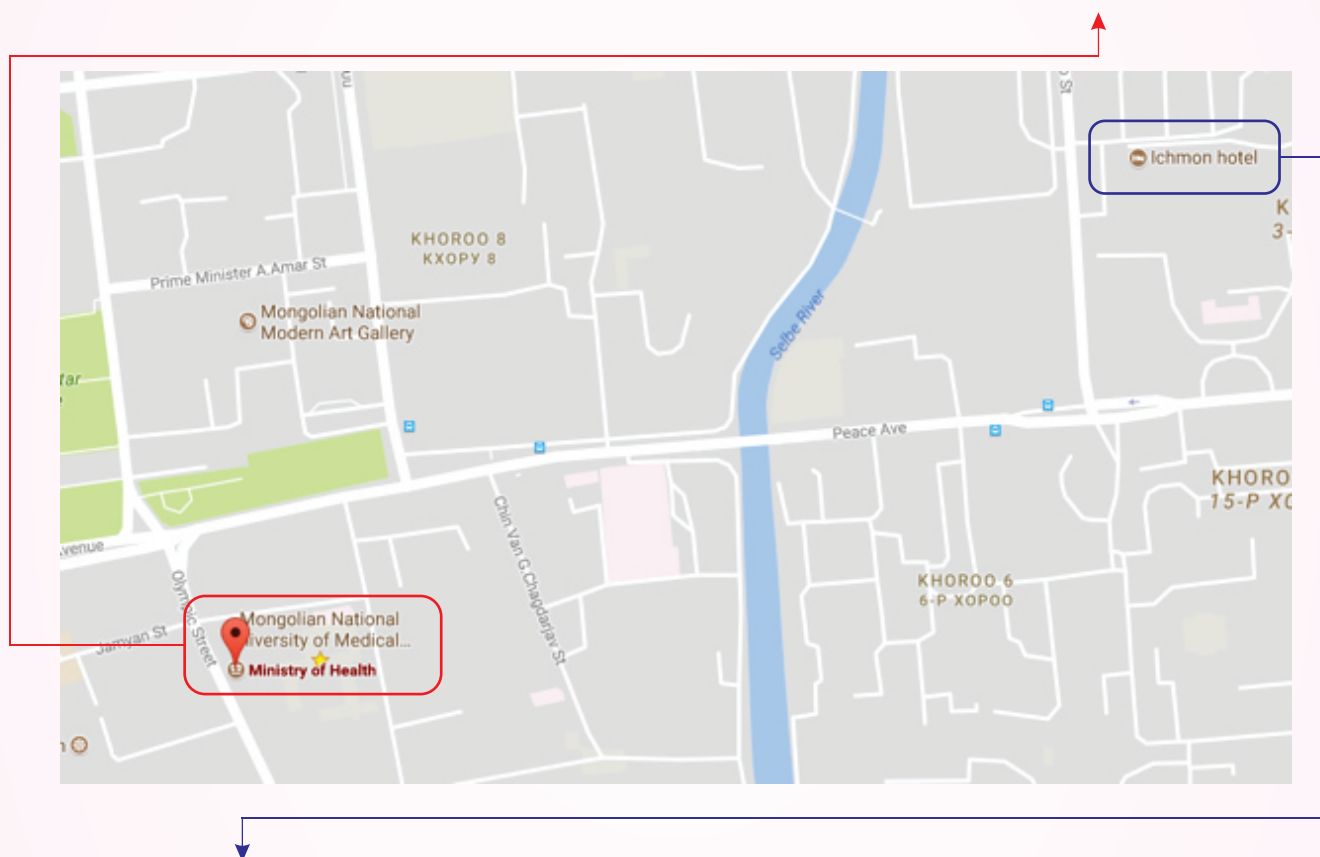 Ichmon hotel
KHOROO 8
КХОРУ 8
Prime Minister A.Amar St
Mongolian National
Modern Art Gallery
Selbe River
Peace Ave
15-Р ХО
Chin Van G.Chagdarjav St
KHOROO 6
6-Р ХОРОО
Olympic Street
Jamyan St
Mongolian National
University of Medical...
Ministry of Health